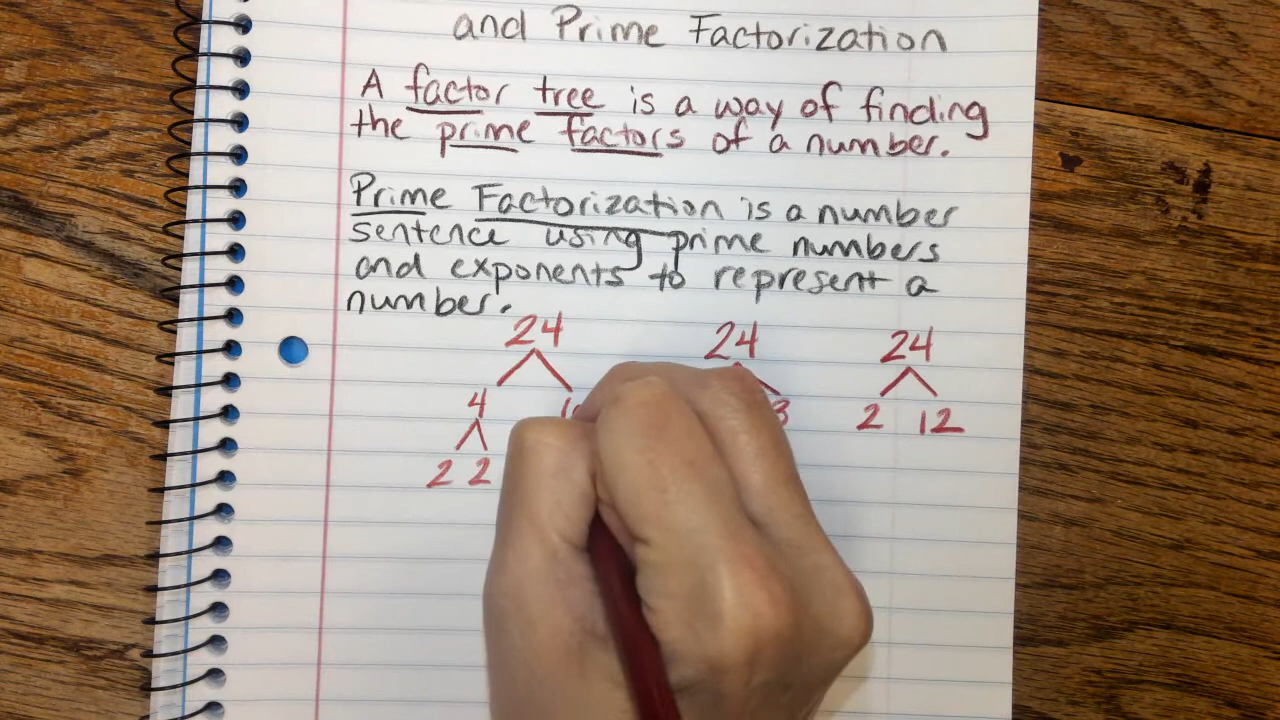 and Prime Factorization
A factor tree is a way of finding
the prime factors of a number.
Prime Factorization is a number
sentence using prime numbers
and exponents to represent a
number.
24 24 24
4 3
2 12
2 2